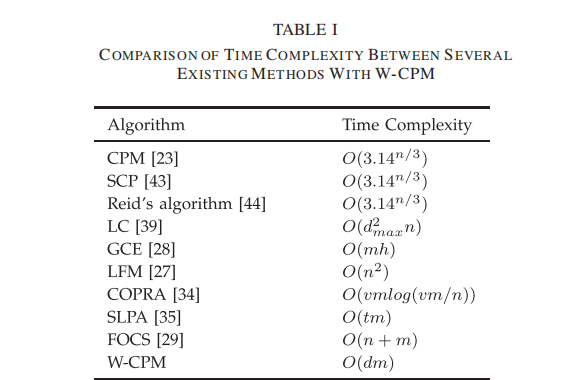 TABLE I
COMPARISON OF TIME COMPLEXITY BETWEEN SEVERAL
EXISTING METHODS WITH W-CPM
Algorithm Time Complexity
CPM [23] O(3.14^{n/3})
SCP [43] O(3.14^{n/3})
Reid's algorithm [44] O(3.14^{n/3})
LC [39] O(d_{max}^2 n)
GCE [28] O(mh)
LFM [27] O(n^2)
COPRA [34] O(vmlog(vm/n))
SLPA [35] O(tm)
FOCS [29] O(n + m)
W-CPM O(dm)